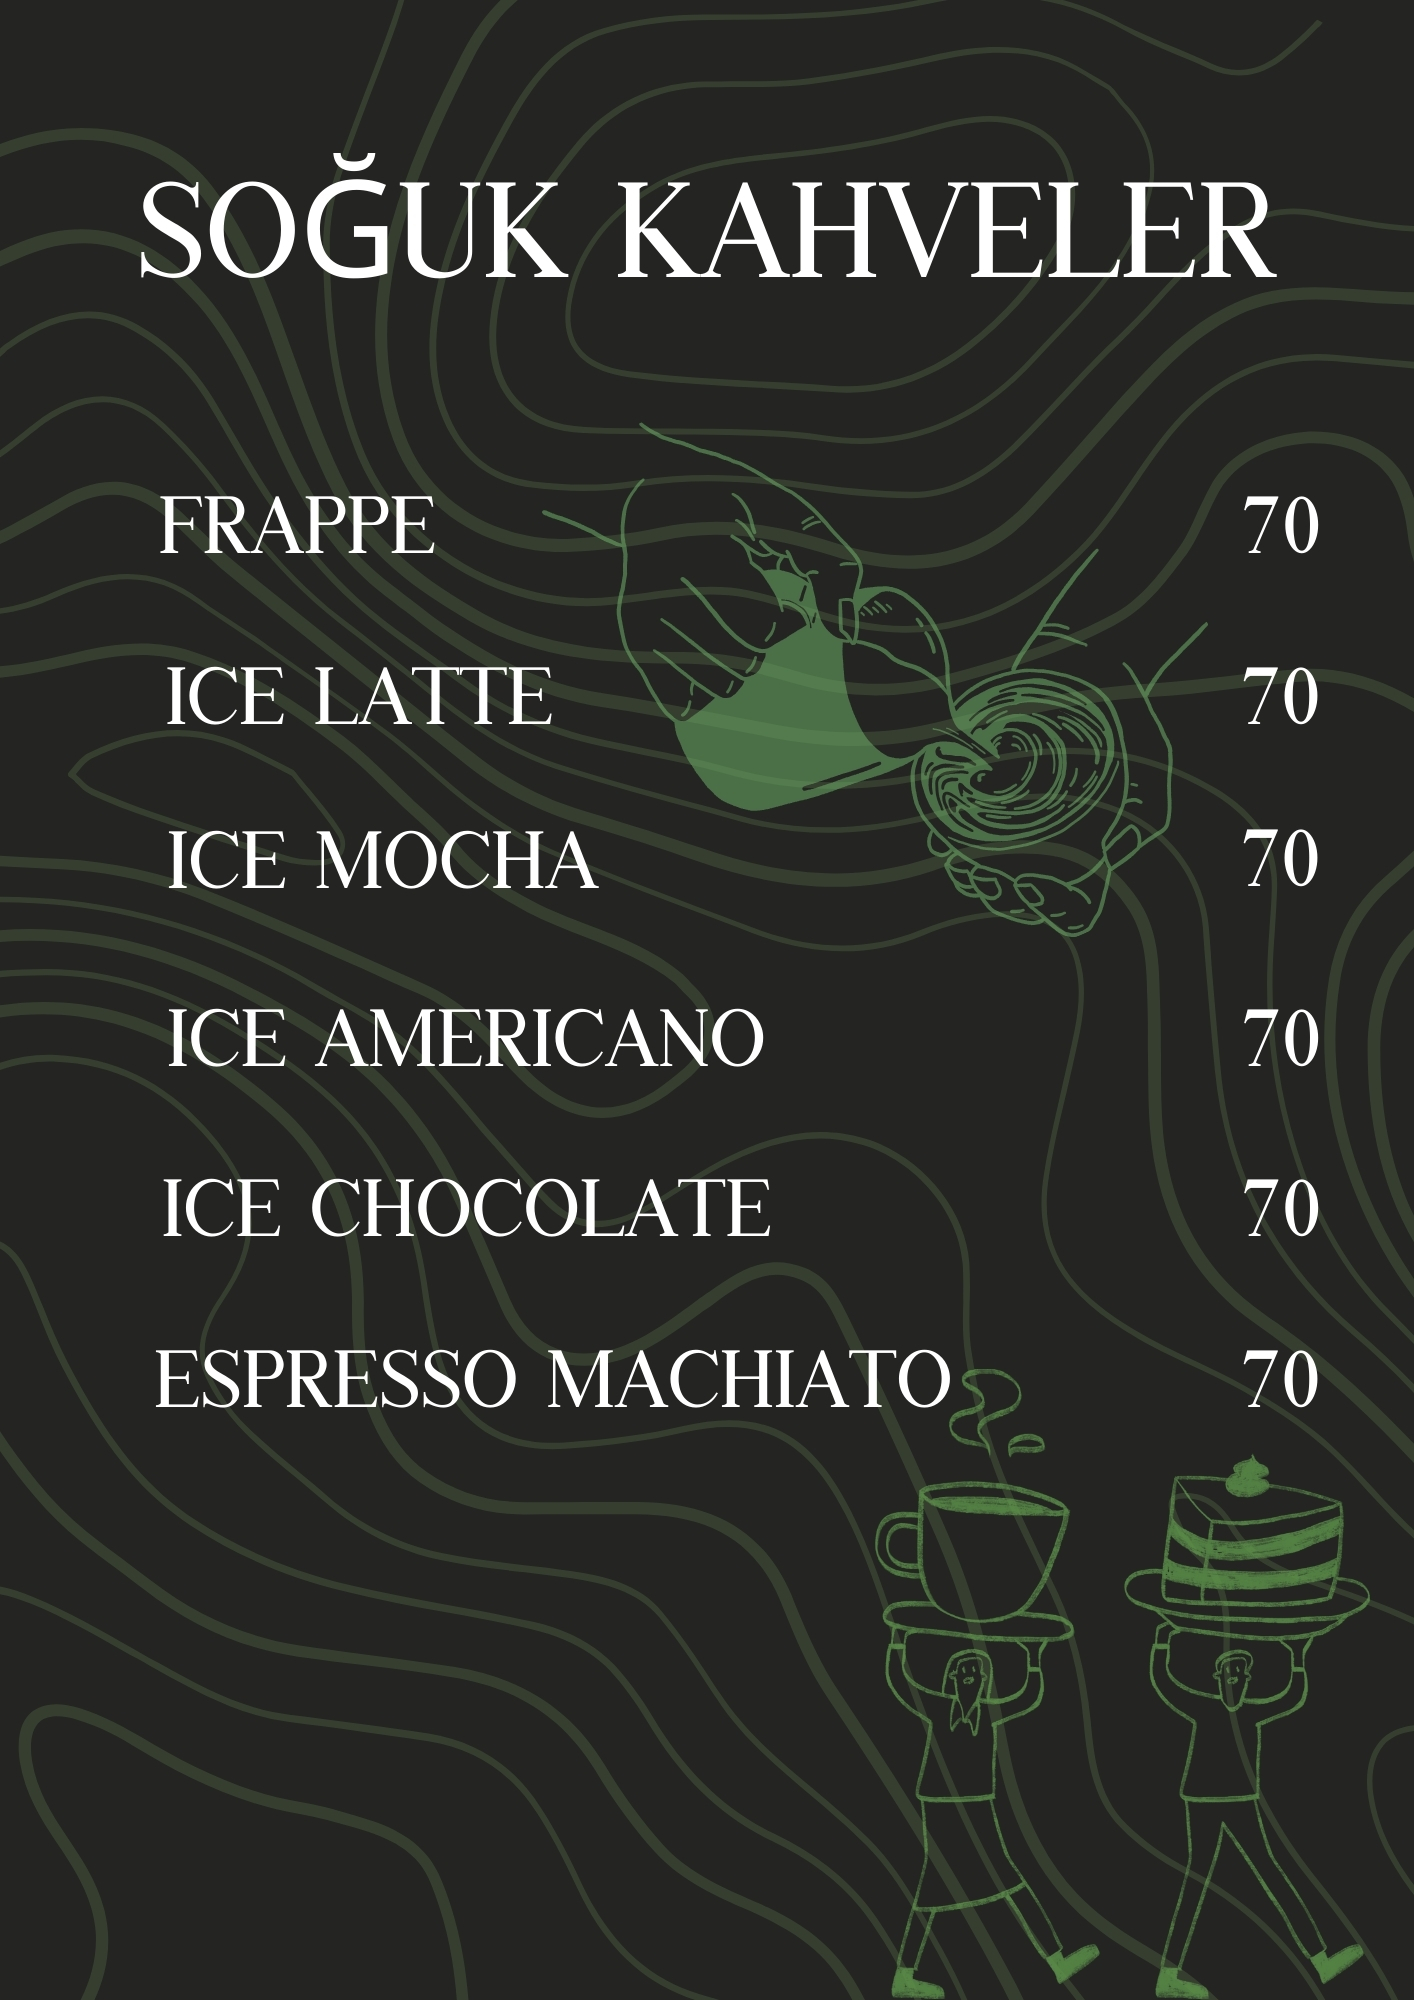 SOĞUK KAHVELER
FRAPPE 70
ICE LATTE 70
ICE MOCHA 70
ICE AMERICANO 70
ICE CHOCOLATE 70
ESPRESSO MACHIATO 70